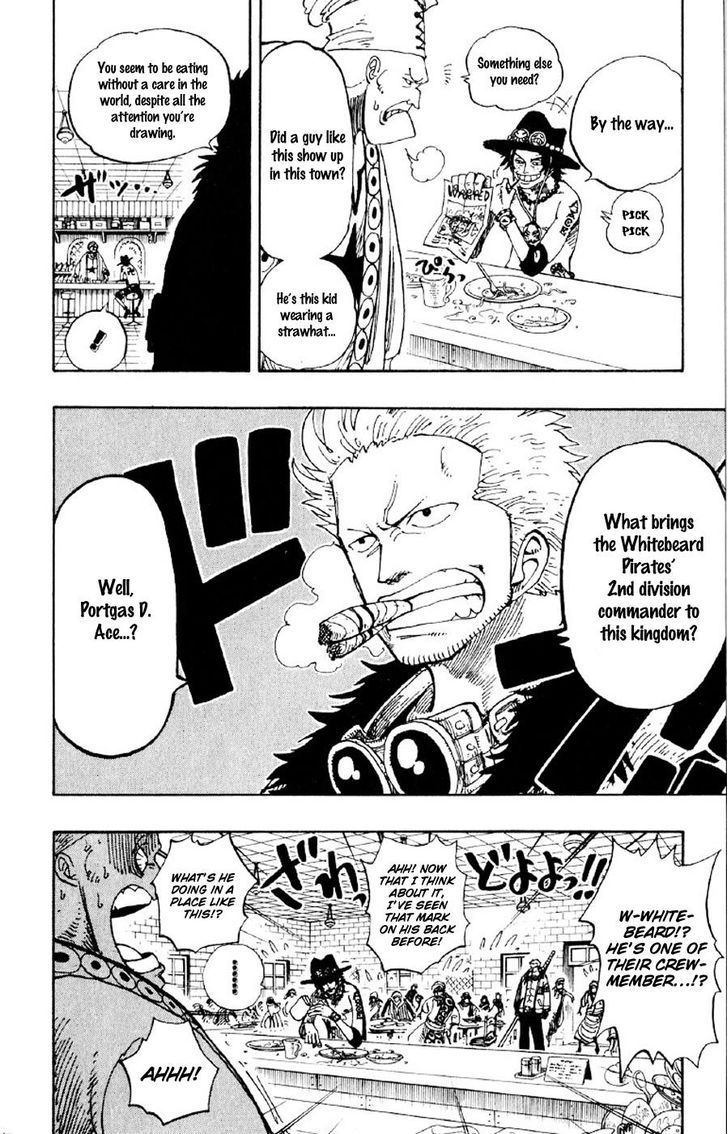 By the way...
Something else
you need?
PICK
PICK
WANTED
ぴらっ
Did a guy like
this show up
in this town?
He's this kid
wearing a
strawhat...
You seem to be eating
without a care in the
world, despite all the
attention you're
drawing.
ザッ...
!
What brings
the Whitebeard
Pirates'
2nd division
commander to
this kingdom?
ドド
Well,
Portgas D.
Ace...?
W-WHITE-
BEARD!?
HE'S ONE OF
THEIR CREW-
MEMBER...!?
どよよっ!!
AHH! NOW
THAT I THINK
ABOUT IT,
I'VE SEEN
THAT MARK
ON HIS BACK
BEFORE!
ざわっ
WHAT'S HE
DOING IN A
PLACE LIKE
THIS!?
......
AHHH!